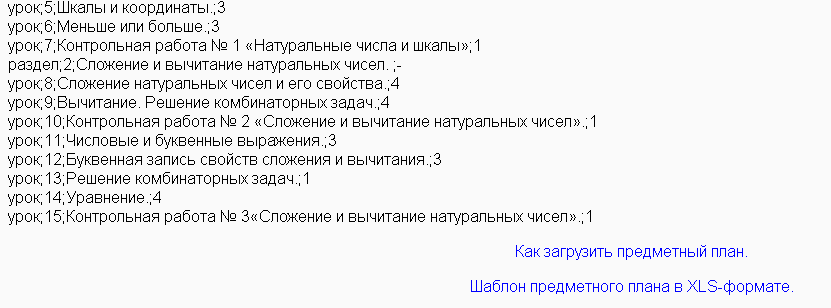 урок;5;Шкалы и координаты.;3
урок;6;Меньше или больше.;3
урок;7;Контрольная работа № 1 «Натуральные числа и шкалы»;1
раздел;2;Сложение и вычитание натуральных чисел. ;-
урок;8;Сложение натуральных чисел и его свойства.;4
урок;9;Вычитание. Решение комбинаторных задач.;4
урок;10;Контрольная работа № 2 «Сложение и вычитание натуральных чисел».;1
урок;11;Числовые и буквенные выражения.;3
урок;12;Буквенная запись свойств сложения и вычитания.;3
урок;13;Решение комбинаторных задач.;1
урок;14;Уравнение.;4
урок;15;Контрольная работа № 3«Сложение и вычитание натуральных чисел».;1
Как загрузить предметный план.
Шаблон предметного плана в XLS-формате.